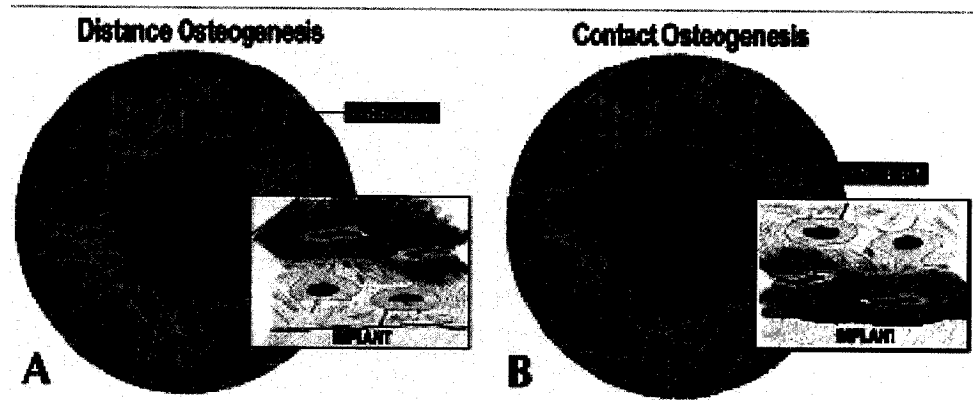 Distance Osteogenesis
Contact Osteogenesis
IMPLANT
IMPLANT
A
B